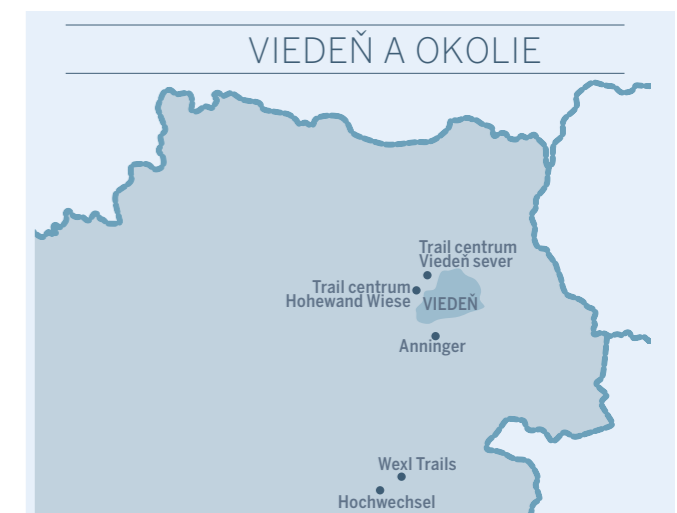 VIEDEŇ A OKOLIE
Trail centrum
Viedeň sever
Trail centrum
Hohewand Wiese
VIEDEŇ
Anninger
Wexl Trails
Hochwechsel